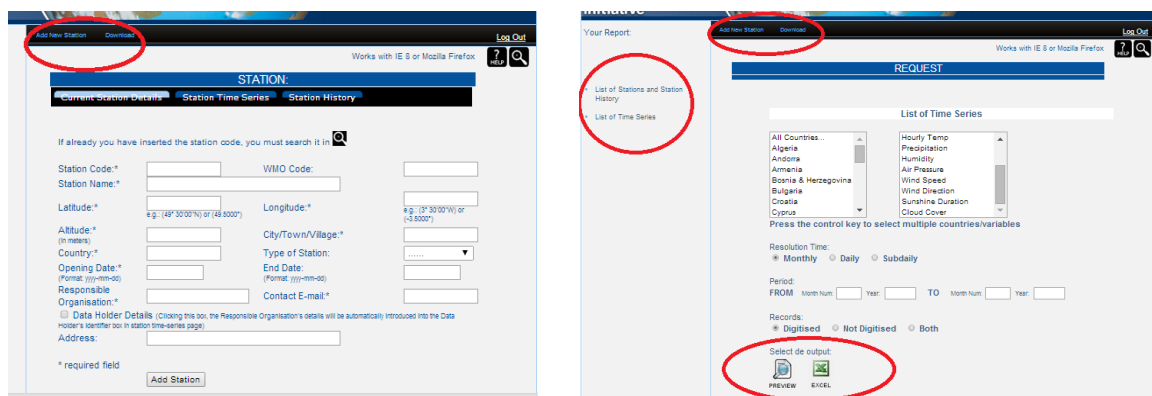 Add New Station Download
Log Out
Works with IE 8 or Mozilla Firefox
? HELP
STATION:
Current Station Details Station Time Series Station History
If already you have inserted the station code, you must search it in
Station Code:* WMO Code:
Station Name:*
Latitude:* e.g.: (49° 30'00"N) or (49.5000°) Longitude:* e.g.: (3° 30'00"W) or (-3.5000°)
Altitude:* City/Town/Village:*
(in meters)
Country:* Type of Station: ......
Opening Date:* End Date:
(Format: yyyy-mm-dd) (Format: yyyy-mm-dd)
Responsible
Organisation:* Contact E-mail:*
Data Holder Details (Clicking this box, the Responsible Organisation's details will be automatically introduced into the Data
Holder's Identifier box in station time-series page)
Address:
* required field
Add Station
Initiative
Your Report:
List of Stations and Station
History
List of Time Series
Add New Station Download
Log Out
Works with IE 8 or Mozilla Firefox
? HELP
REQUEST
List of Time Series
All Countries... Hourly Temp
Algeria Precipitation
Andorra Humidity
Armenia Air Pressure
Bosnia & Herzegovina Wind Speed
Bulgaria Wind Direction
Croatia Sunshine Duration
Cyprus Cloud Cover
Press the control key to select multiple countries/variables
Resolution Time:
Monthly Daily Subdaily
Period:
FROM Month Num: Year: TO Month Num: Year:
Records:
Digitised Not Digitised Both
Select de output:
PREVIEW EXCEL